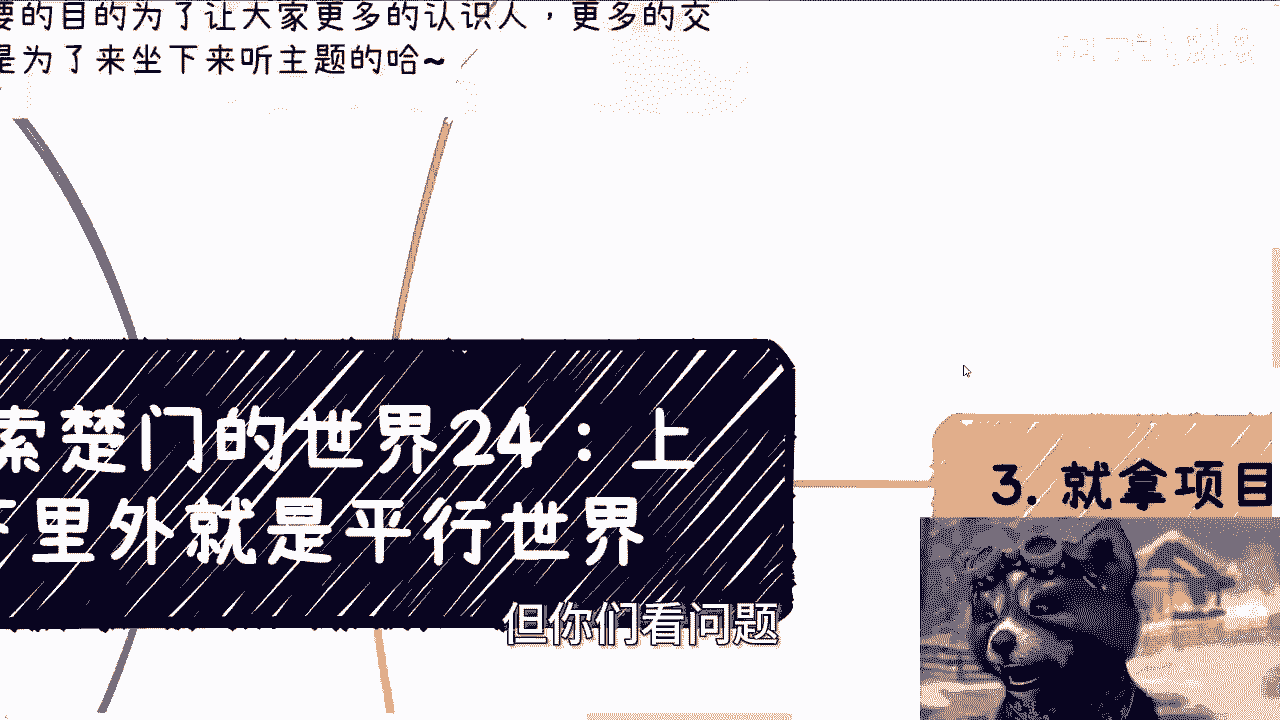 要的目的为了让大家更多的认识人，更多的交
是为了来坐下来听主题的哈~
索楚门的世界24：上
下里外就是平行世界
3. 就拿项目
但你们看问题